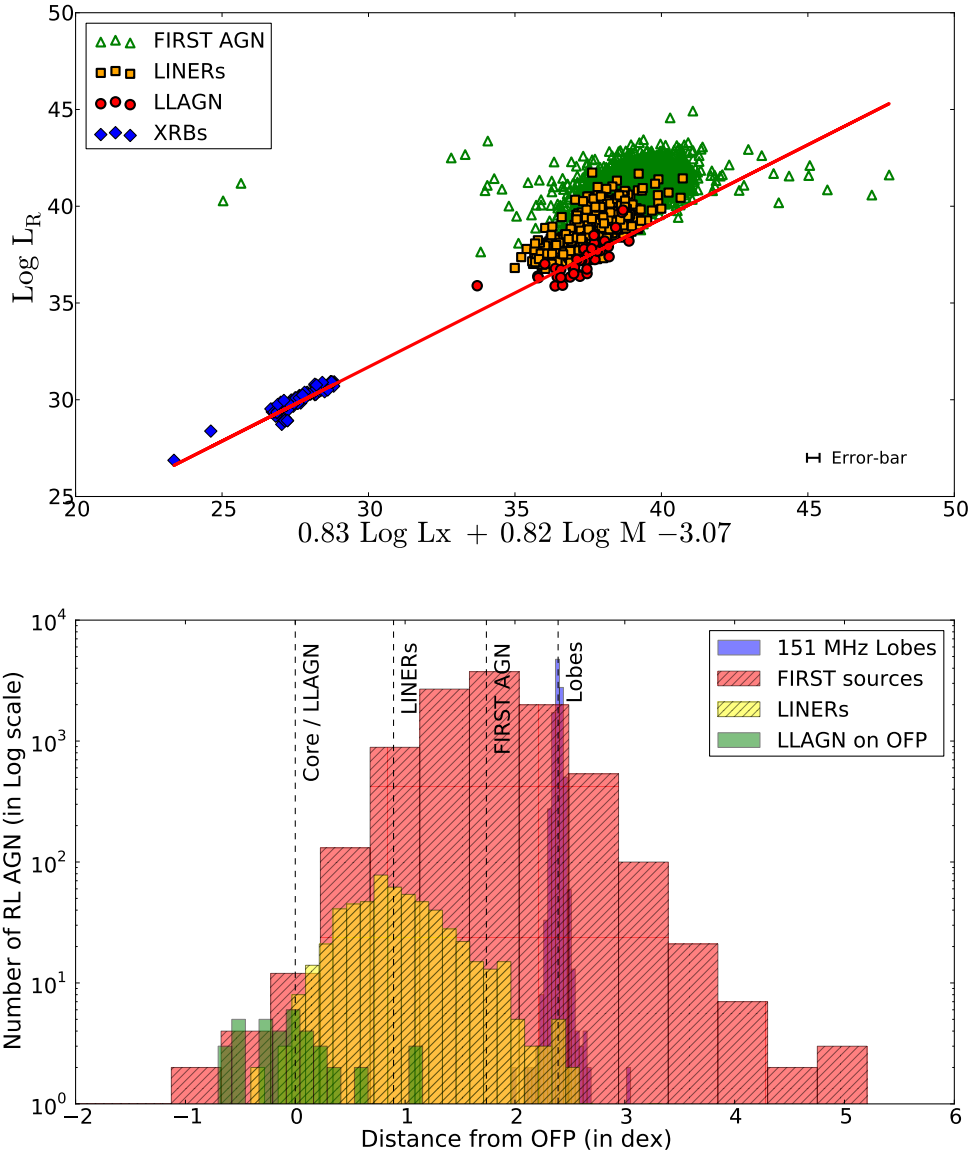 50
45
40
35
30
25
Log L_R
FIRST AGN
LINERs
LLAGN
XRBs
Error-bar
20 25 30 35 40 45 50
0.83 Log Lx + 0.82 Log M −3.07
10^4
10^3
10^2
10^1
10^0
Number of RL AGN (in Log scale)
Core / LLAGN
LINERs
FIRST AGN
Lobes
151 MHz Lobes
FIRST sources
LINERs
LLAGN on OFP
−2 −1 0 1 2 3 4 5 6
Distance from OFP (in dex)